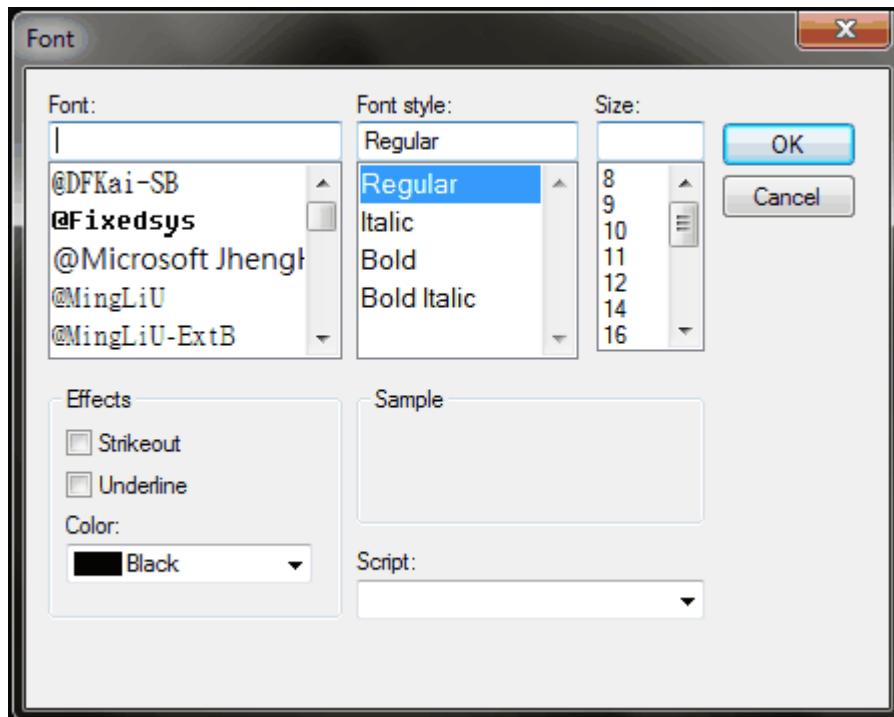 Font
Font: Font style: Size:
Regular
OK
Cancel
@DFKai-SB
@Fixedsys
@Microsoft
@MingLiU
@MingLiU-ExtB
Regular
Italic
Bold
Bold Italic
8
9
10
11
12
14
16
Effects
Strikeout
Underline
Color:
Black
Sample
Script: